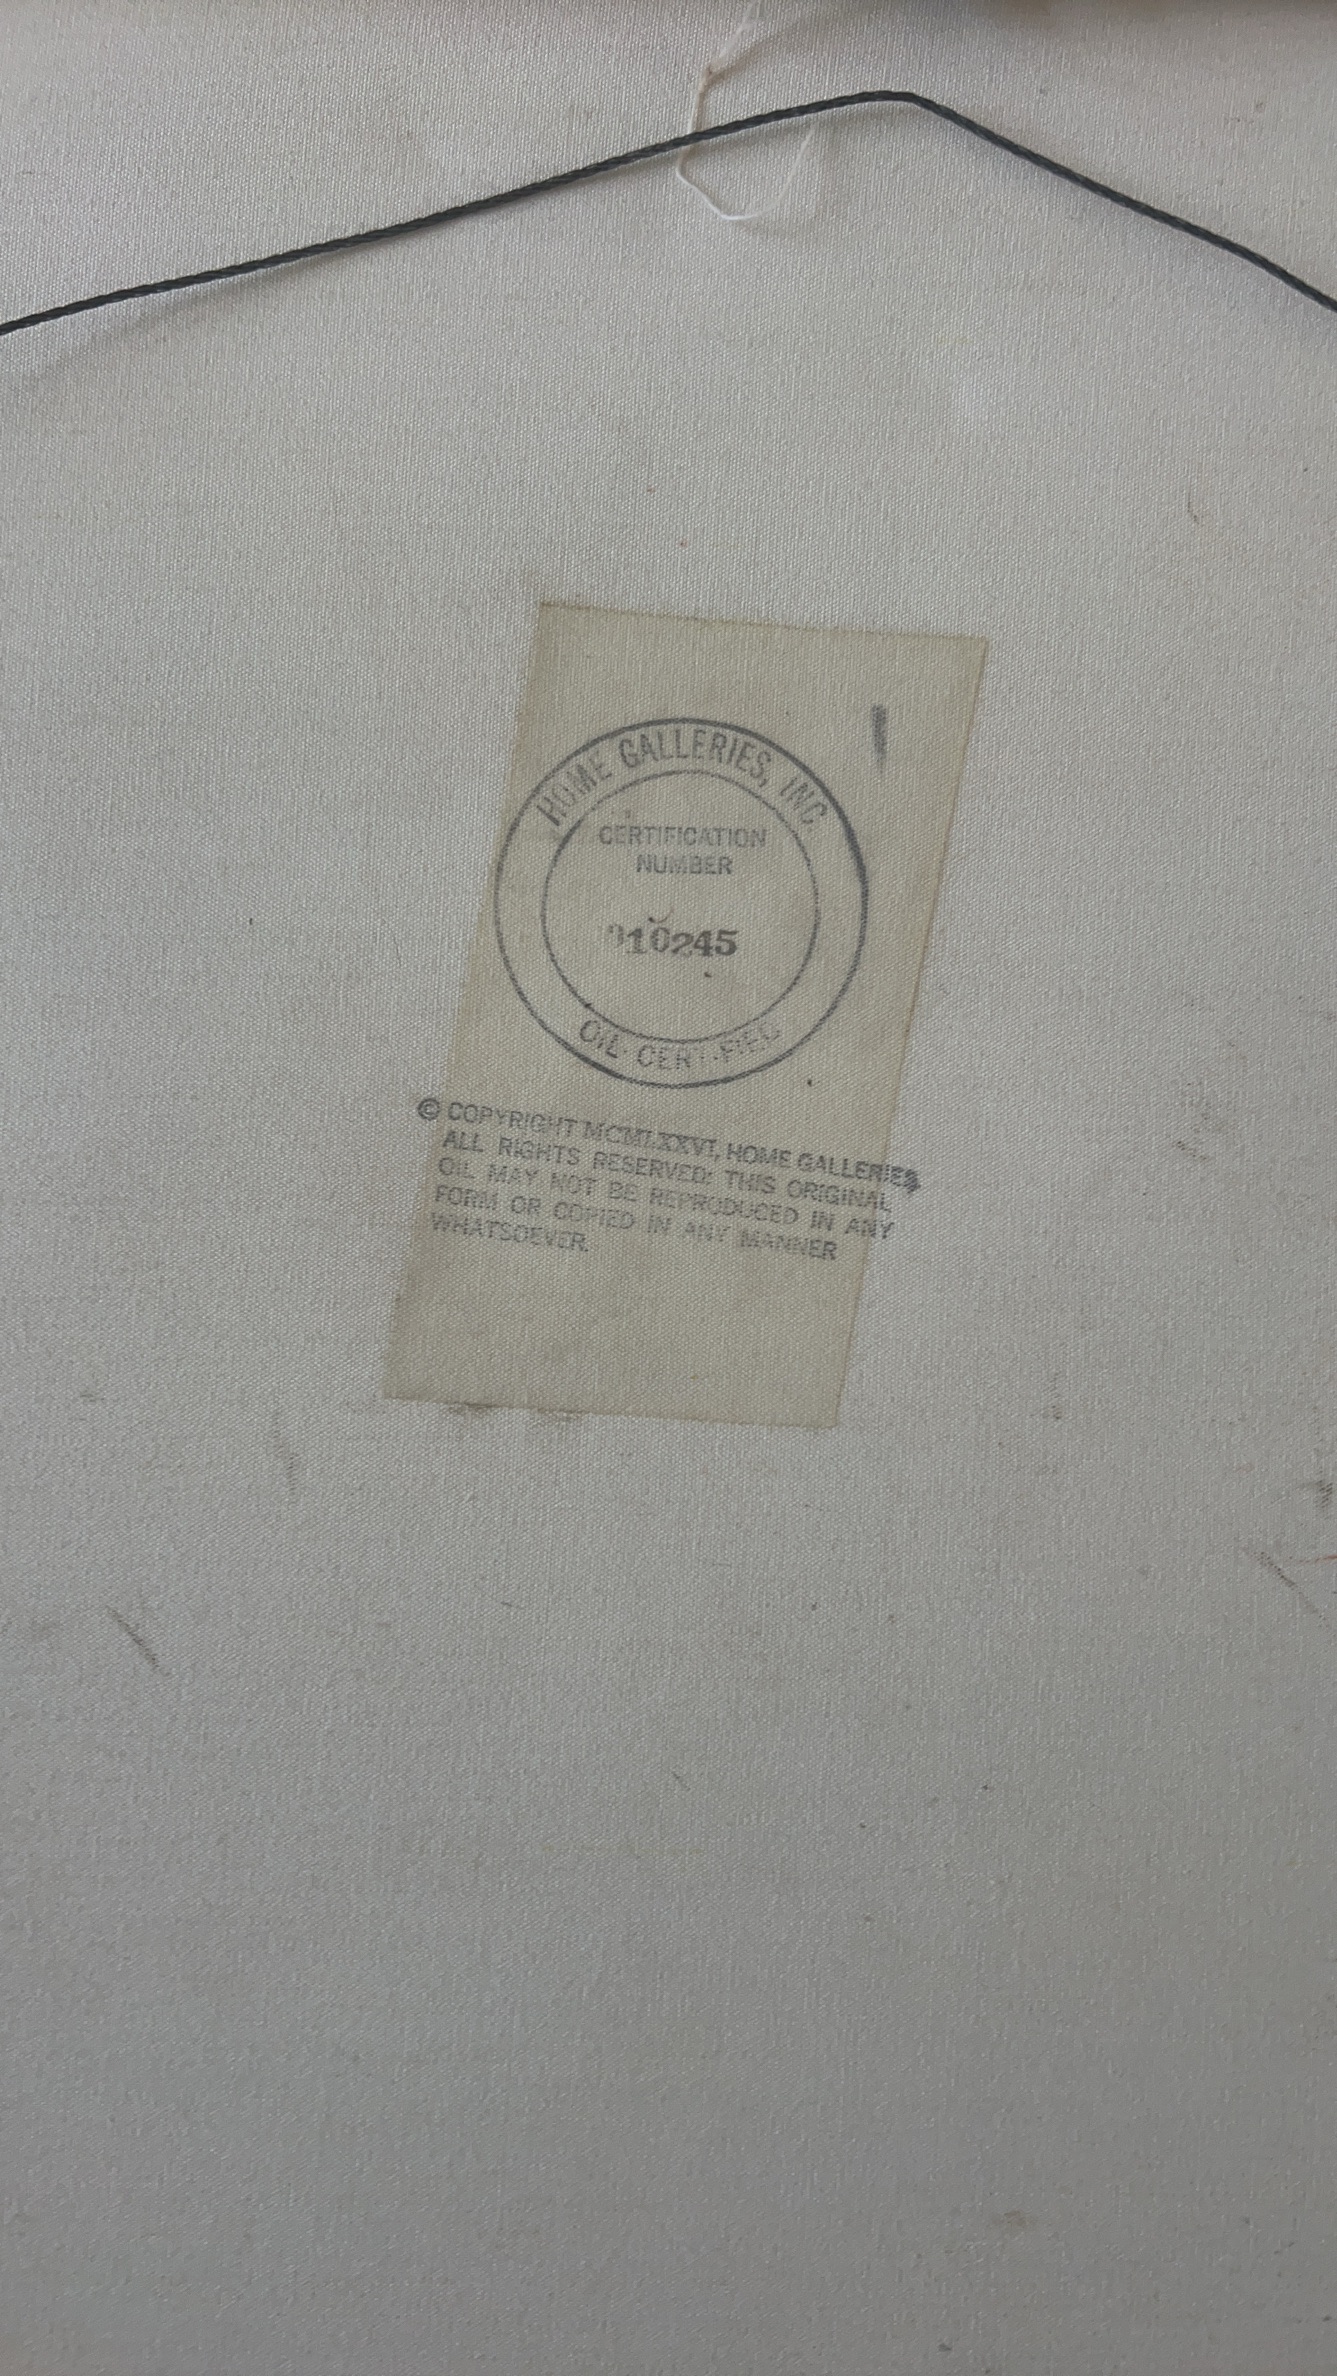 HOME GALLERIES, INC.
CERTIFICATION
NUMBER
10245
OIL CERTIFIED
© COPYRIGHT MCMLXXVI, HOME GALLERIES,
ALL RIGHTS RESERVED: THIS ORIGINAL
OIL MAY NOT BE REPRODUCED IN ANY
FORM OR COPIED IN ANY MANNER
WHATSOEVER.